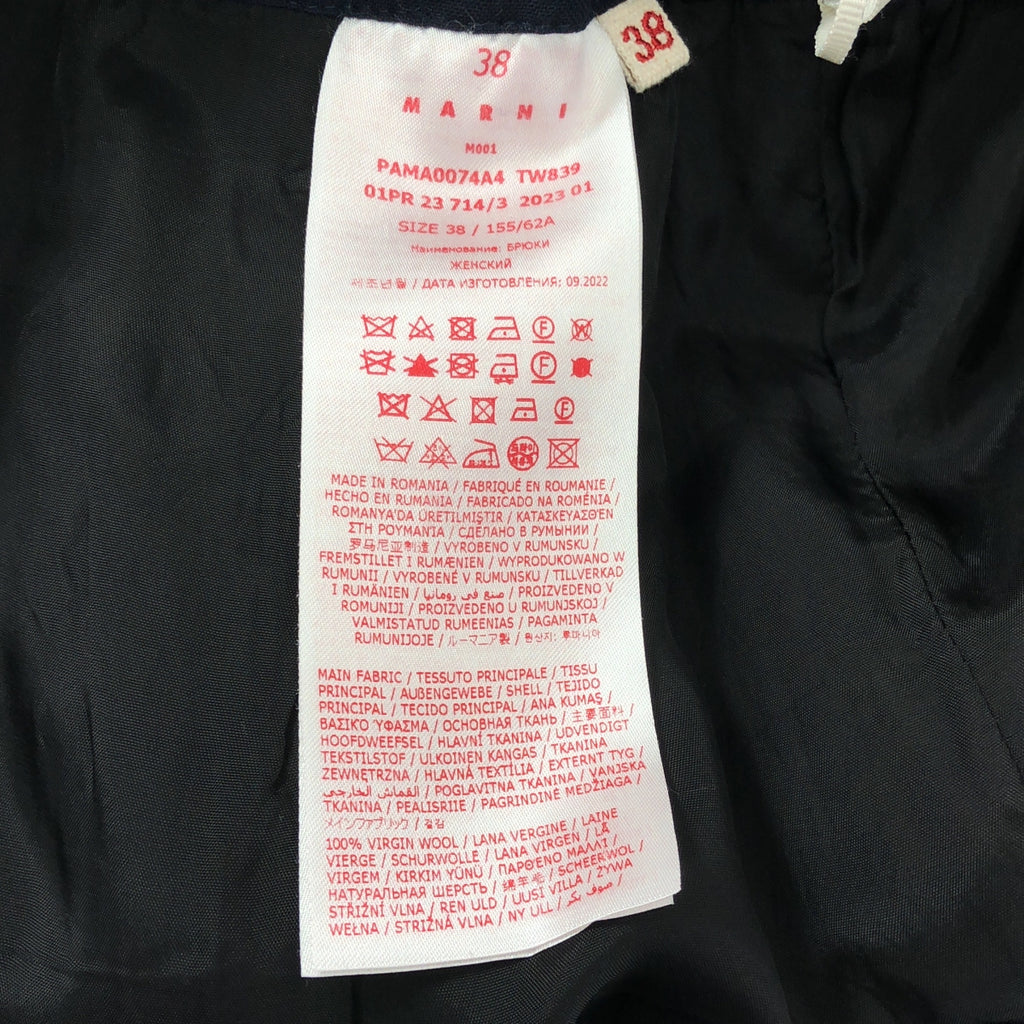 38
38
MARNI
M001
PAMA0074A4 TW839
01PR 23 714/3 2023 01
SIZE 38 / 155/62A
Наименование: БРЮКИ
ЖЕНСКИЙ
제조년월 / ДАТА ИЗГОТОВЛЕНИЯ: 09.2022
MADE IN ROMANIA / FABRIQUÉ EN ROUMANIE /
HECHO EN RUMANIA / FABRICADO NA ROMÉNIA /
ROMANYA'DA ÜRETILMIŞTIR / ΚΑΤΑΣΚΕΥΑΣΘΕΝ
ΣΤΗ ΡΟΥΜΑΝΊΑ / СДЕЛАНО В РУМЫНИИ /
罗马尼亚制造 / VYROBENO V RUMUNSKU /
FREMSTILLET I RUMÆNIEN / WYPRODUKOWANO W
RUMUNII / VYROBENÉ V RUMUNSKU / TILLVERKAD
I RUMÄNIEN / صنع في رومانيا / PROIZVEDENO V
ROMUNIJI / PROIZVEDENO U RUMUNJSKOJ /
VALMISTATUD RUMEENIAS / PAGAMINTA
RUMUNIJOJE / ルーマニア製 / 원산지: 루마니아
MAIN FABRIC / TESSUTO PRINCIPALE / TISSU
PRINCIPAL / AUßENGEWEBE / SHELL / TEJIDO
PRINCIPAL / TECIDO PRINCIPAL / ANA KUMAŞ /
ΒΑΣΙΚΟ ΎΦΑΣΜΑ / ОСНОВНАЯ ТКАНЬ / 主要面料 /
HOOFDWEEFSEL / HLAVNÍ TKANINA / UDVENDIGT
TEKSTILSTOF / ULKOINEN KANGAS / TKANINA
ZEWNĘTRZNA / HLAVNÁ TEXTÍLIA / EXTERNT TYG /
القماش الخارجي / POGLAVITNA TKANINA / VANJSKA
TKANINA / PEALISRIIE / PAGRINDINĖ MEDŽIAGA /
メインファブリック / 겉감
100% VIRGIN WOOL / LANA VERGINE / LAINE
VIERGE / SCHURWOLLE / LANA VIRGEN / LÃ
VIRGEM / KIRKIM YÜNÜ / ΠΑΡΘΈΝΟ ΜΑΛΛΊ /
НАТУРАЛЬНАЯ ШЕРСТЬ / 绵羊毛 / SCHEERWOL /
STŘIŽNÍ VLNA / REN ULD / UUSI VILLA / ŻYWA
WEŁNA / STRIŽNÁ VLNA / NY ULL / صوف بكر /